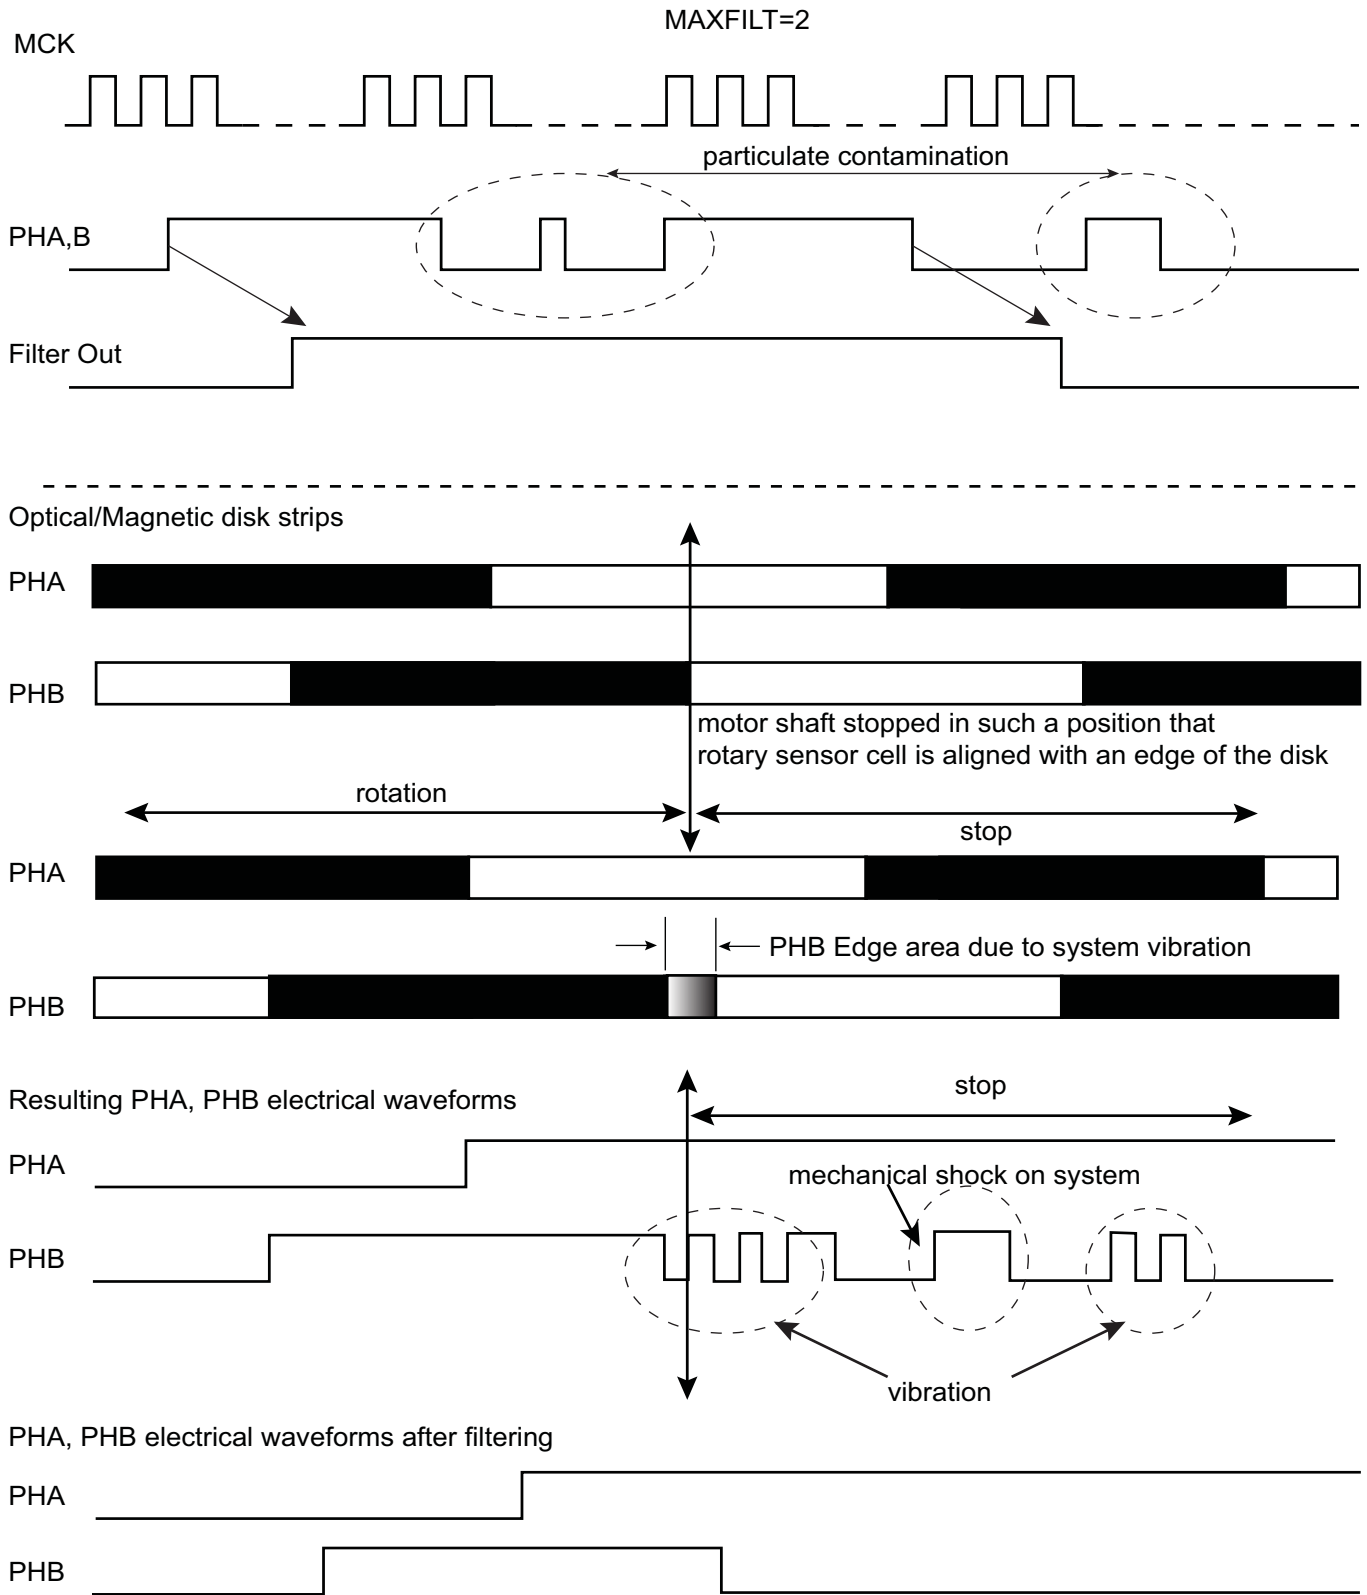 MAXFILT=2
MCK
particulate contamination
PHA,B
Filter Out
Optical/Magnetic disk strips
PHA
PHB
motor shaft stopped in such a position that
rotary sensor cell is aligned with an edge of the disk
rotation
stop
PHA
PHB Edge area due to system vibration
PHB
Resulting PHA, PHB electrical waveforms
stop
PHA
mechanical shock on system
PHB
vibration
PHA, PHB electrical waveforms after filtering
PHA
PHB